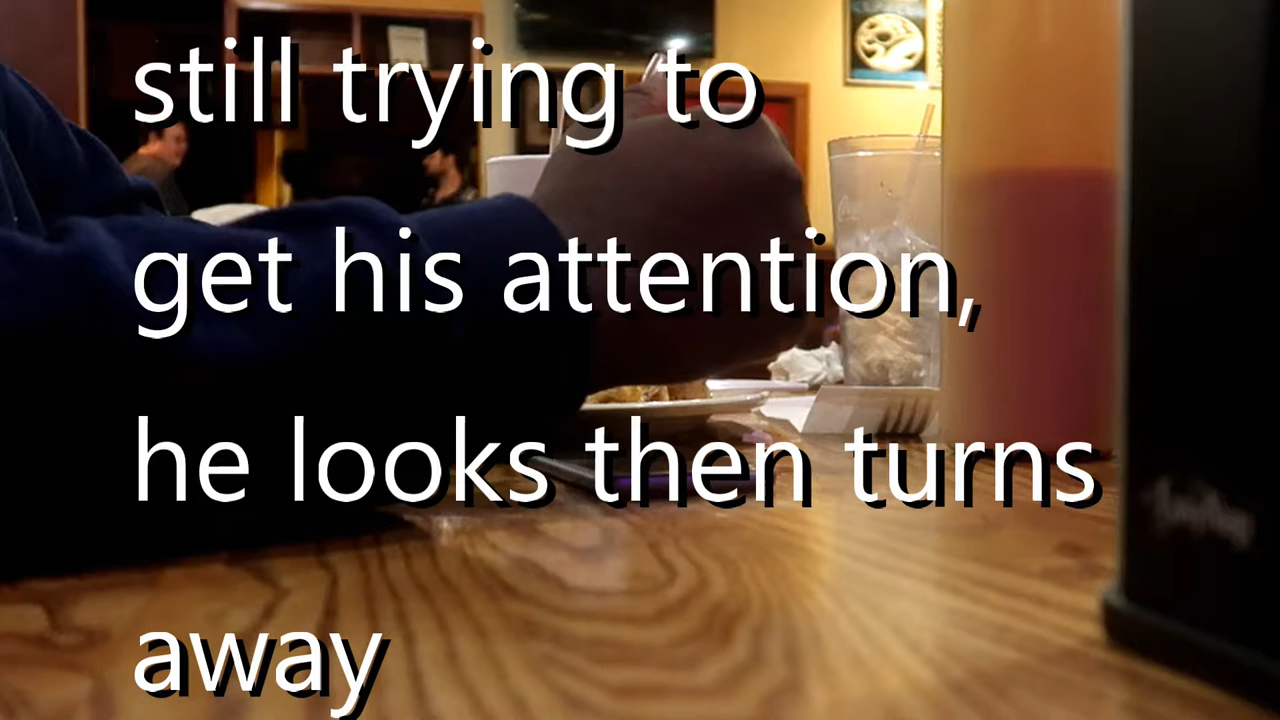 still trying to
get his attention,
he looks then turns
away